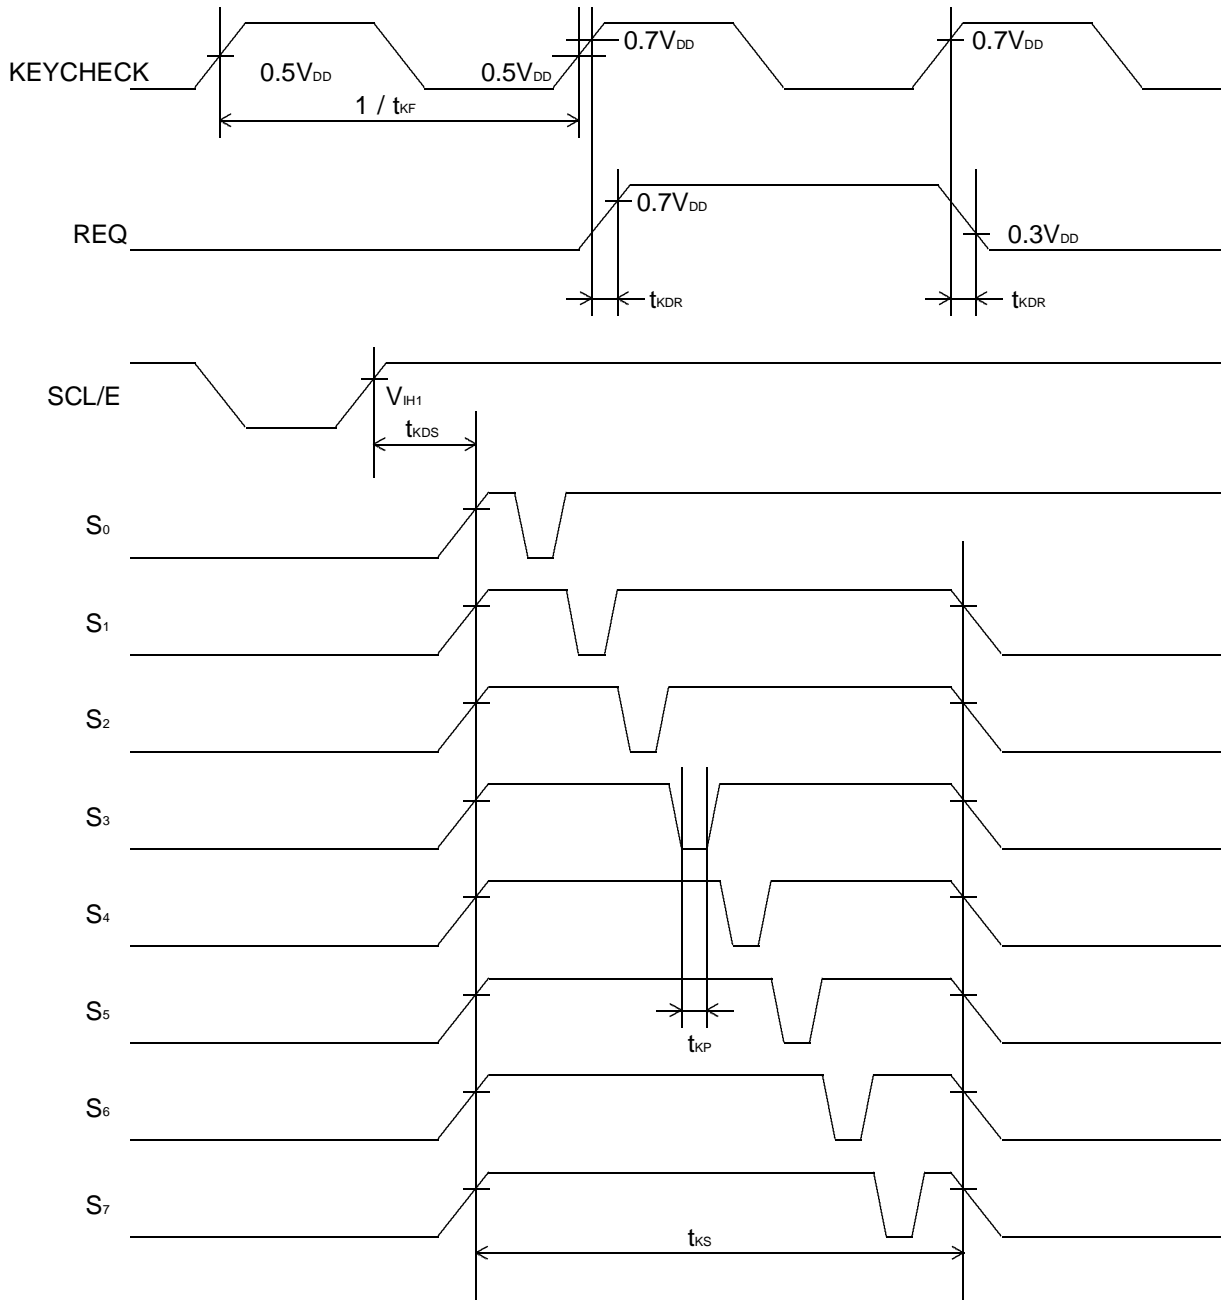 KEYCHECK
0.5VDD
0.5VDD
0.7VDD
0.7VDD
1 / tKF
REQ
0.7VDD
0.3VDD
tKDR
tKDR
SCL/E
VIH1
tKDS
S0
S1
S2
S3
S4
S5
tKP
S6
S7
tKS